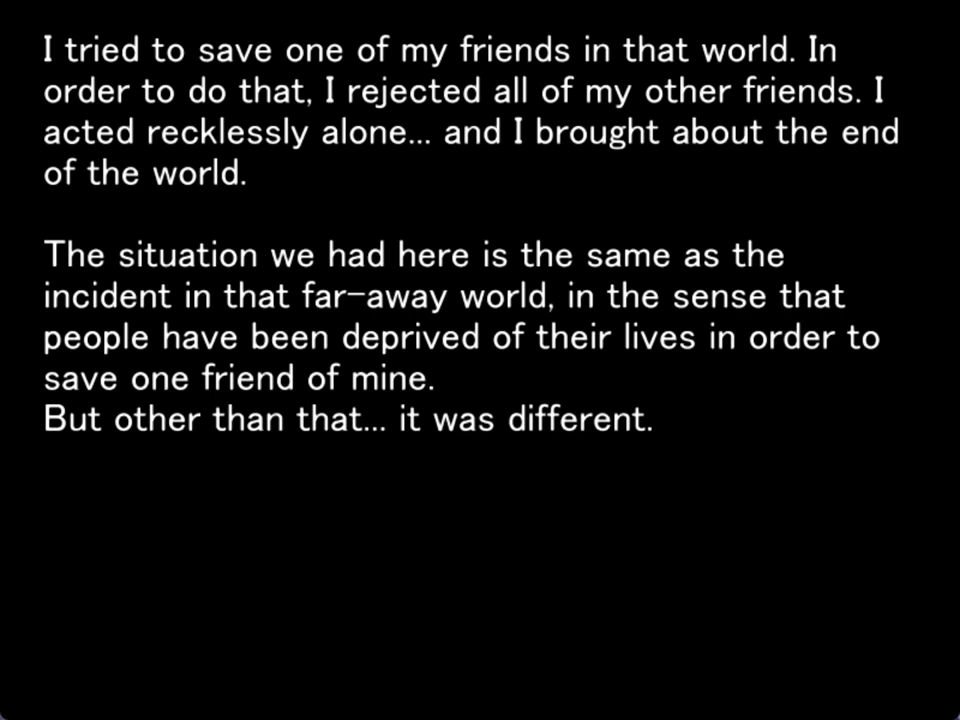 I tried to save one of my friends in that world. In
order to do that, I rejected all of my other friends. I
acted recklessly alone... and I brought about the end
of the world.
The situation we had here is the same as the
incident in that far-away world, in the sense that
people have been deprived of their lives in order to
save one friend of mine.
But other than that... it was different.